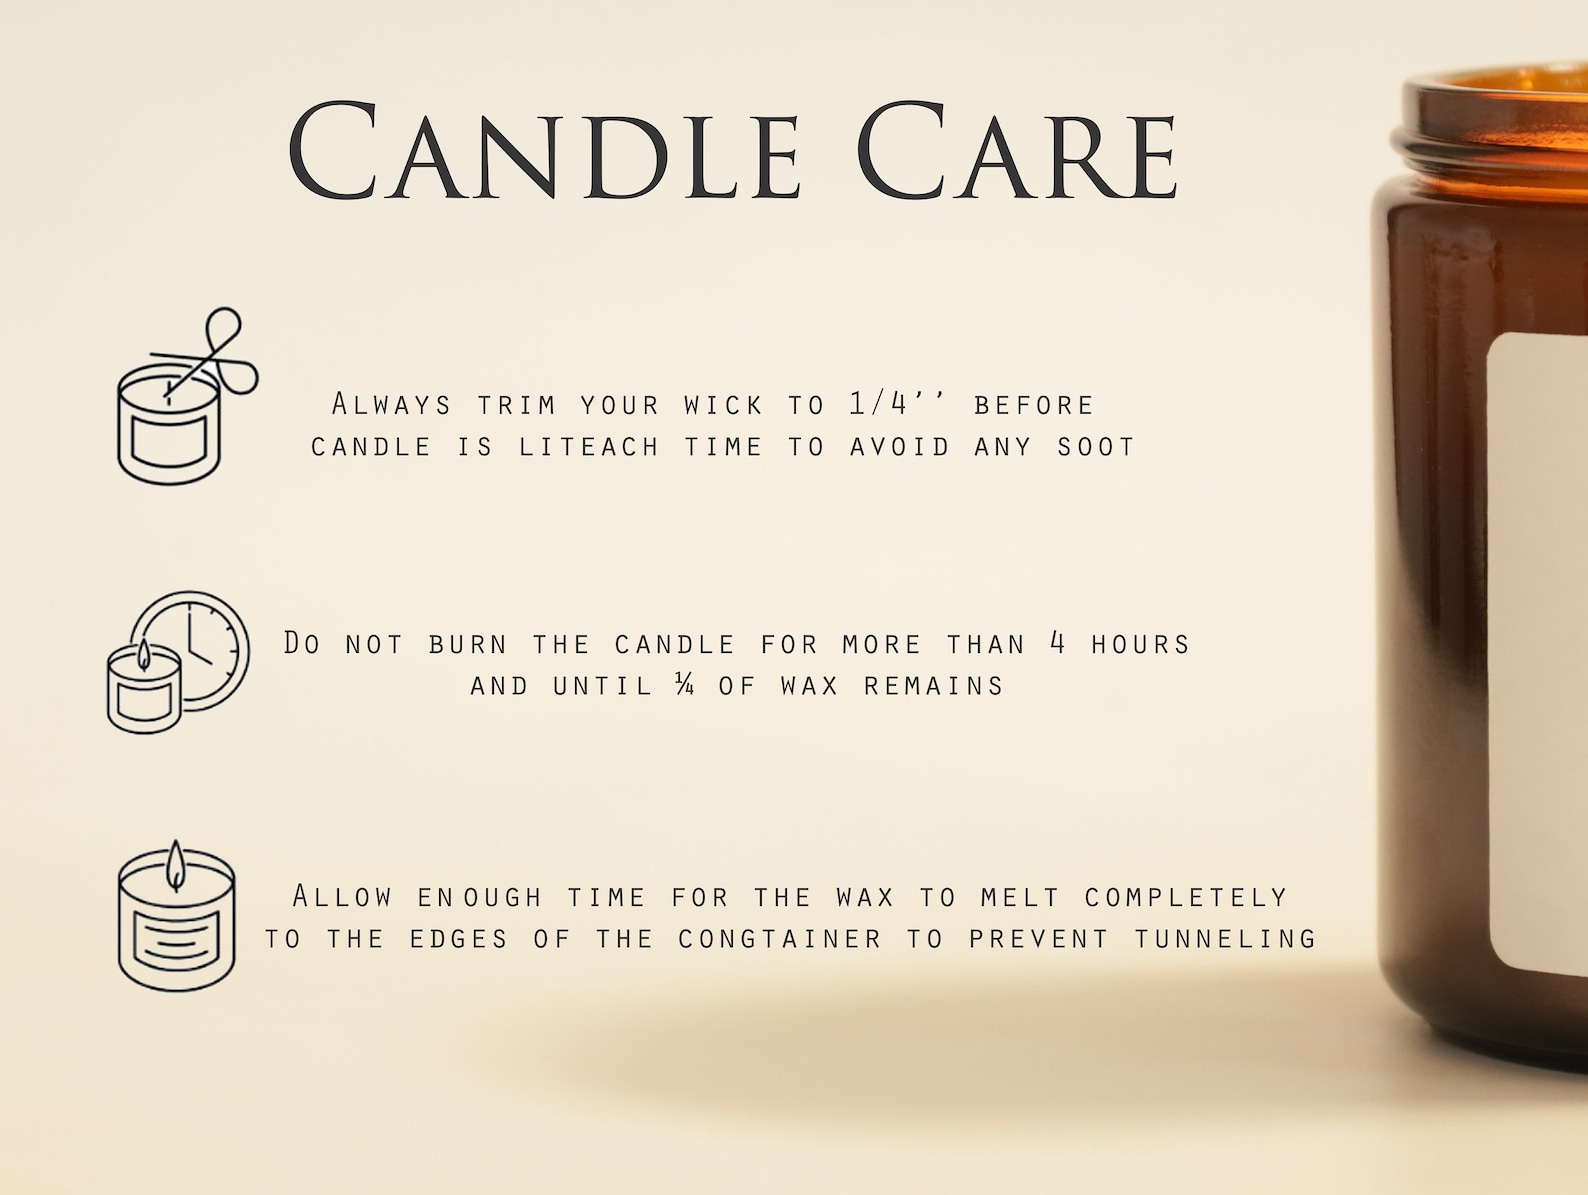 Candle Care
Always trim your wick to 1/4’’ before
candle is liteach time to avoid any soot
Do not burn the candle for more than 4 hours
and until ¼ of wax remains
Allow enough time for the wax to melt completely
to the edges of the congtainer to prevent tunneling